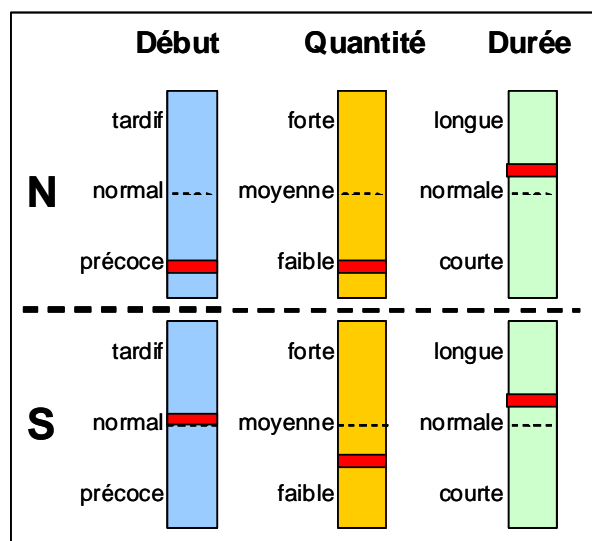 Début Quantité Durée
tardif forte longue
N normal moyenne normale
précoce faible courte
tardif forte longue
S normal moyenne normale
précoce faible courte